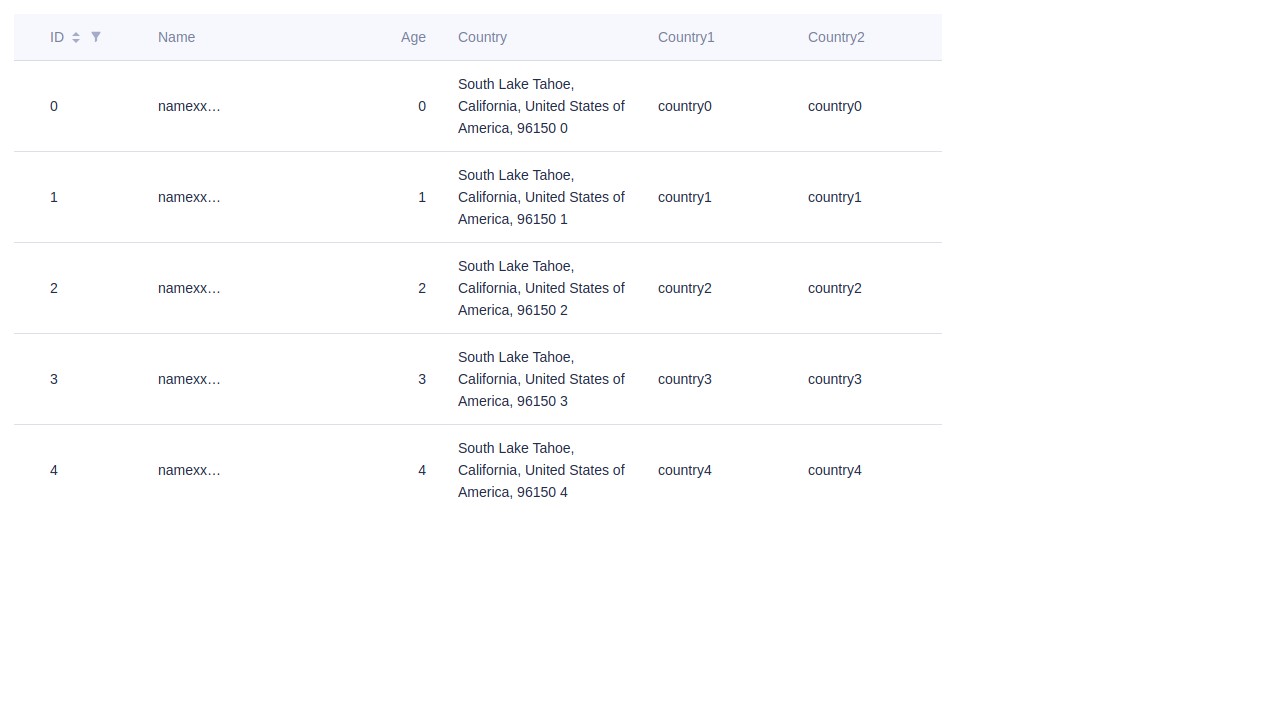 ID Name Age Country Country1 Country2
South Lake Tahoe,
0 namexx… 0 California, United States of country0 country0
America, 96150 0
South Lake Tahoe,
1 namexx… 1 California, United States of country1 country1
America, 96150 1
South Lake Tahoe,
2 namexx… 2 California, United States of country2 country2
America, 96150 2
South Lake Tahoe,
3 namexx… 3 California, United States of country3 country3
America, 96150 3
South Lake Tahoe,
4 namexx… 4 California, United States of country4 country4
America, 96150 4